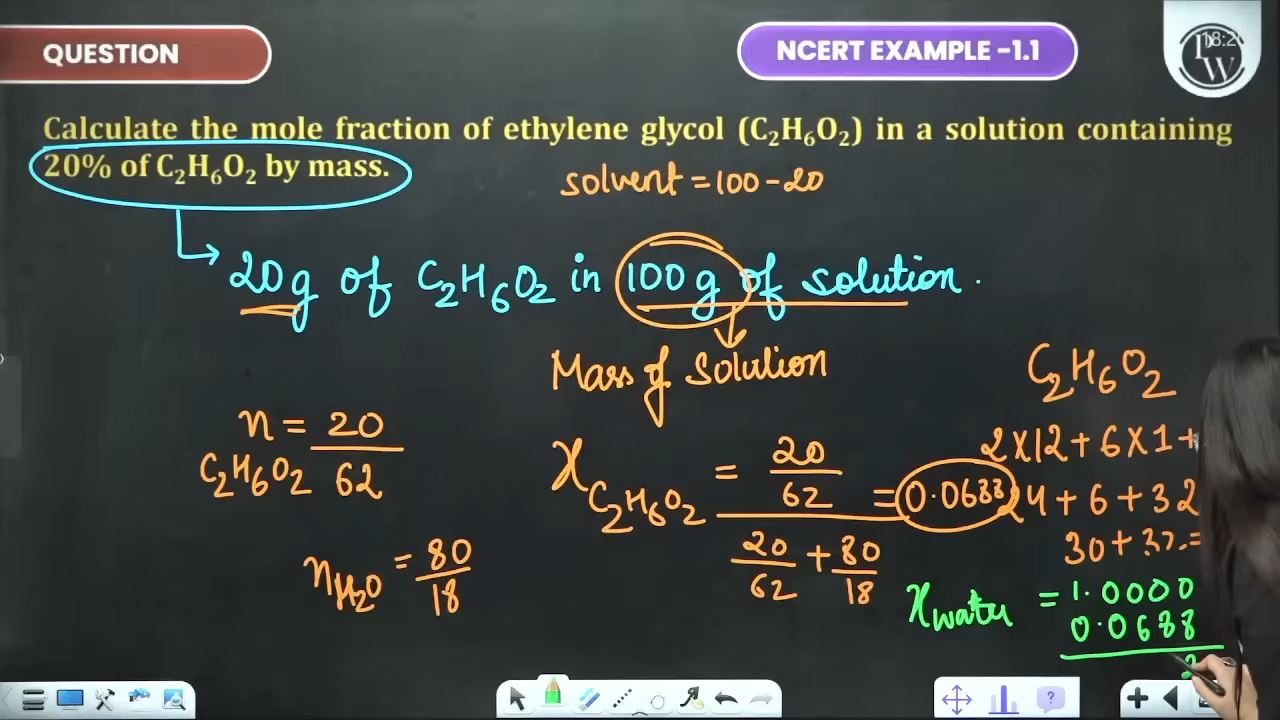 QUESTION
NCERT EXAMPLE -1.1
Calculate the mole fraction of ethylene glycol (C₂H₆O₂) in a solution containing
20% of C₂H₆O₂ by mass.
solvent = 100 - 20
20g of C₂H₆O₂ in 100 g of solution.
Mass of Solution
C₂H₆O₂
2×12 + 6×1 +
24 + 6 + 32
30 + 32 =
n C₂H₆O₂ = 20/62
n H₂O = 80/18
x C₂H₆O₂ = (20/62) / (20/62 + 80/18) = 0.0688
x water = 1.0000
0.0688